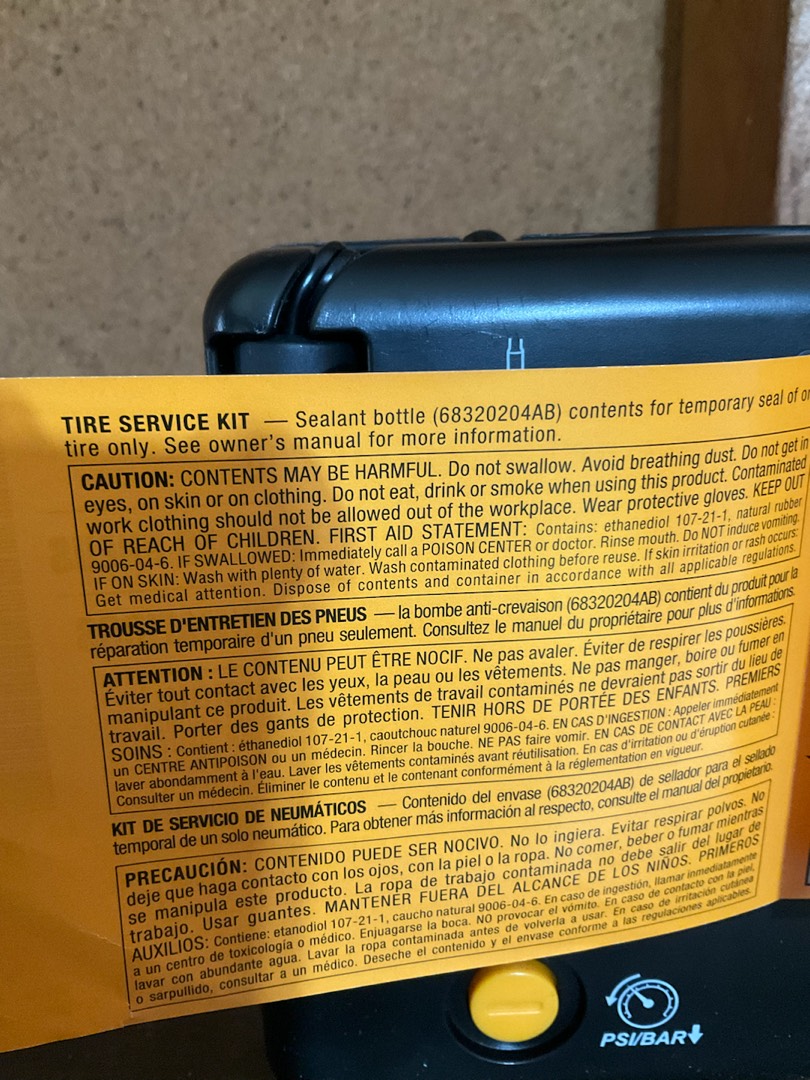 TIRE SERVICE KIT — Sealant bottle (68320204AB) contents for temporary seal of
tire only. See owner's manual for more information.
CAUTION: CONTENTS MAY BE HARMFUL. Do not swallow. Avoid breathing dust. Do not get in
eyes, on skin or on clothing. Do not eat, drink or smoke when using this product. Contaminated
work clothing should not be allowed out of the workplace. Wear protective gloves. KEEP OUT
OF REACH OF CHILDREN. FIRST AID STATEMENT: Contains: ethanediol 107-21-1, natural rubber
9006-04-6. IF SWALLOWED: Immediately call a POISON CENTER or doctor. Rinse mouth. Do NOT induce vomiting.
IF ON SKIN: Wash with plenty of water. Wash contaminated clothing before reuse. If skin irritation or rash occurs:
Get medical attention. Dispose of contents and container in accordance with all applicable regulations.
TROUSSE D'ENTRETIEN DES PNEUS — la bombe anti-crevaison (68320204AB) contient du produit pour la
réparation temporaire d'un pneu seulement. Consultez le manuel du propriétaire pour plus d'informations.
ATTENTION : LE CONTENU PEUT ÊTRE NOCIF. Ne pas avaler. Éviter de respirer les poussières.
Éviter tout contact avec les yeux, la peau ou les vêtements. Ne pas manger, boire ou fumer en
manipulant ce produit. Les vêtements de travail contaminés ne devraient pas sortir du lieu de
travail. Porter des gants de protection. TENIR HORS DE PORTÉE DES ENFANTS. PREMIERS
SOINS : Contient : éthanediol 107-21-1, caoutchouc naturel 9006-04-6. EN CAS D'INGESTION : Appeler immédiatement
un CENTRE ANTIPOISON ou un médecin. Rincer la bouche. NE PAS faire vomir. EN CAS DE CONTACT AVEC LA PEAU :
laver abondamment à l'eau. Laver les vêtements contaminés avant réutilisation. En cas d'irritation ou d'éruption cutanée :
Consulter un médecin. Éliminer le contenu et le contenant conformément à la réglementation en vigueur.
KIT DE SERVICIO DE NEUMÁTICOS — Contenido del envase (68320204AB) de sellador para el sellado
temporal de un solo neumático. Para obtener más información al respecto, consulte el manual del propietario.
PRECAUCIÓN: CONTENIDO PUEDE SER NOCIVO. No lo ingiera. Evitar respirar polvos. No
deje que haga contacto con los ojos, con la piel o la ropa. No comer, beber o fumar mientras
se manipula este producto. La ropa de trabajo contaminada no debe salir del lugar de
trabajo. Usar guantes. MANTENER FUERA DEL ALCANCE DE LOS NIÑOS. PRIMEROS
AUXILIOS: Contiene: etanodiol 107-21-1, caucho natural 9006-04-6. En caso de ingestión, llamar inmediatamente
a un centro de toxicología o médico. Enjuagarse la boca. NO provocar el vómito. En caso de contacto con la piel,
lavar con abundante agua. Lavar la ropa contaminada antes de volverla a usar. En caso de irritación cutánea
o sarpullido, consultar a un médico. Deseche el contenido y el envase conforme a las regulaciones aplicables.
PSI/BAR